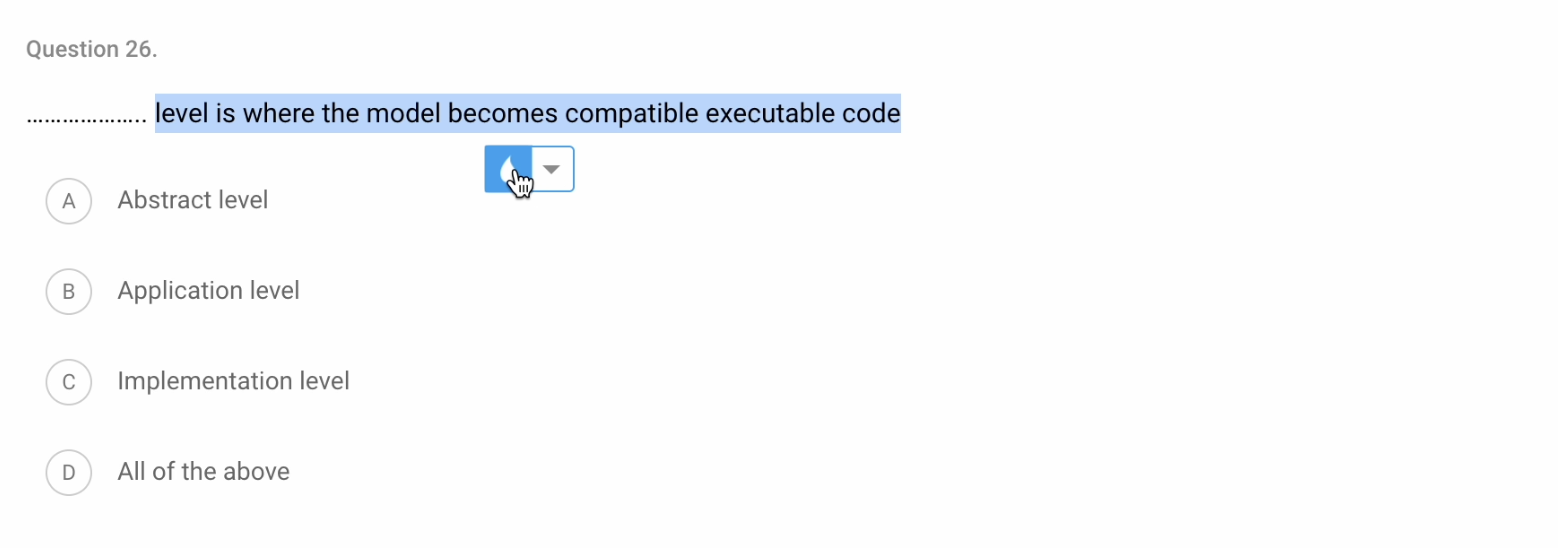 Question 26.
.................... level is where the model becomes compatible executable code
A Abstract level
B Application level
C Implementation level
D All of the above